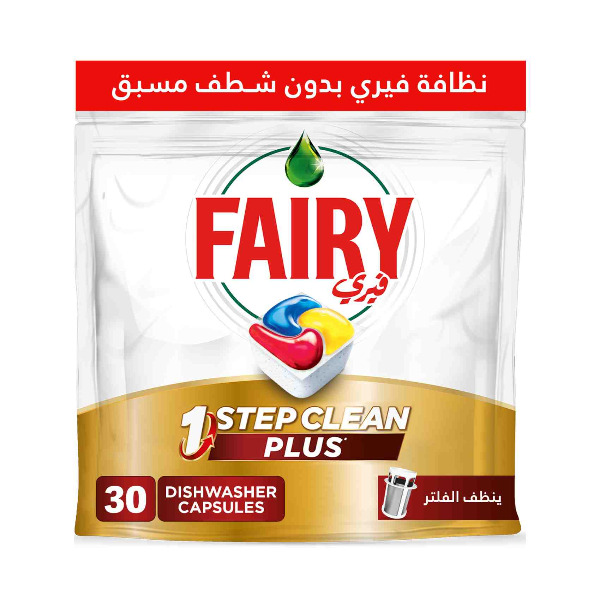 نظافة فيري بدون شطف مسبق
FAIRY
فيري
1 STEP CLEAN
PLUS*
30 DISHWASHER
CAPSULES
ينظف الفلتر